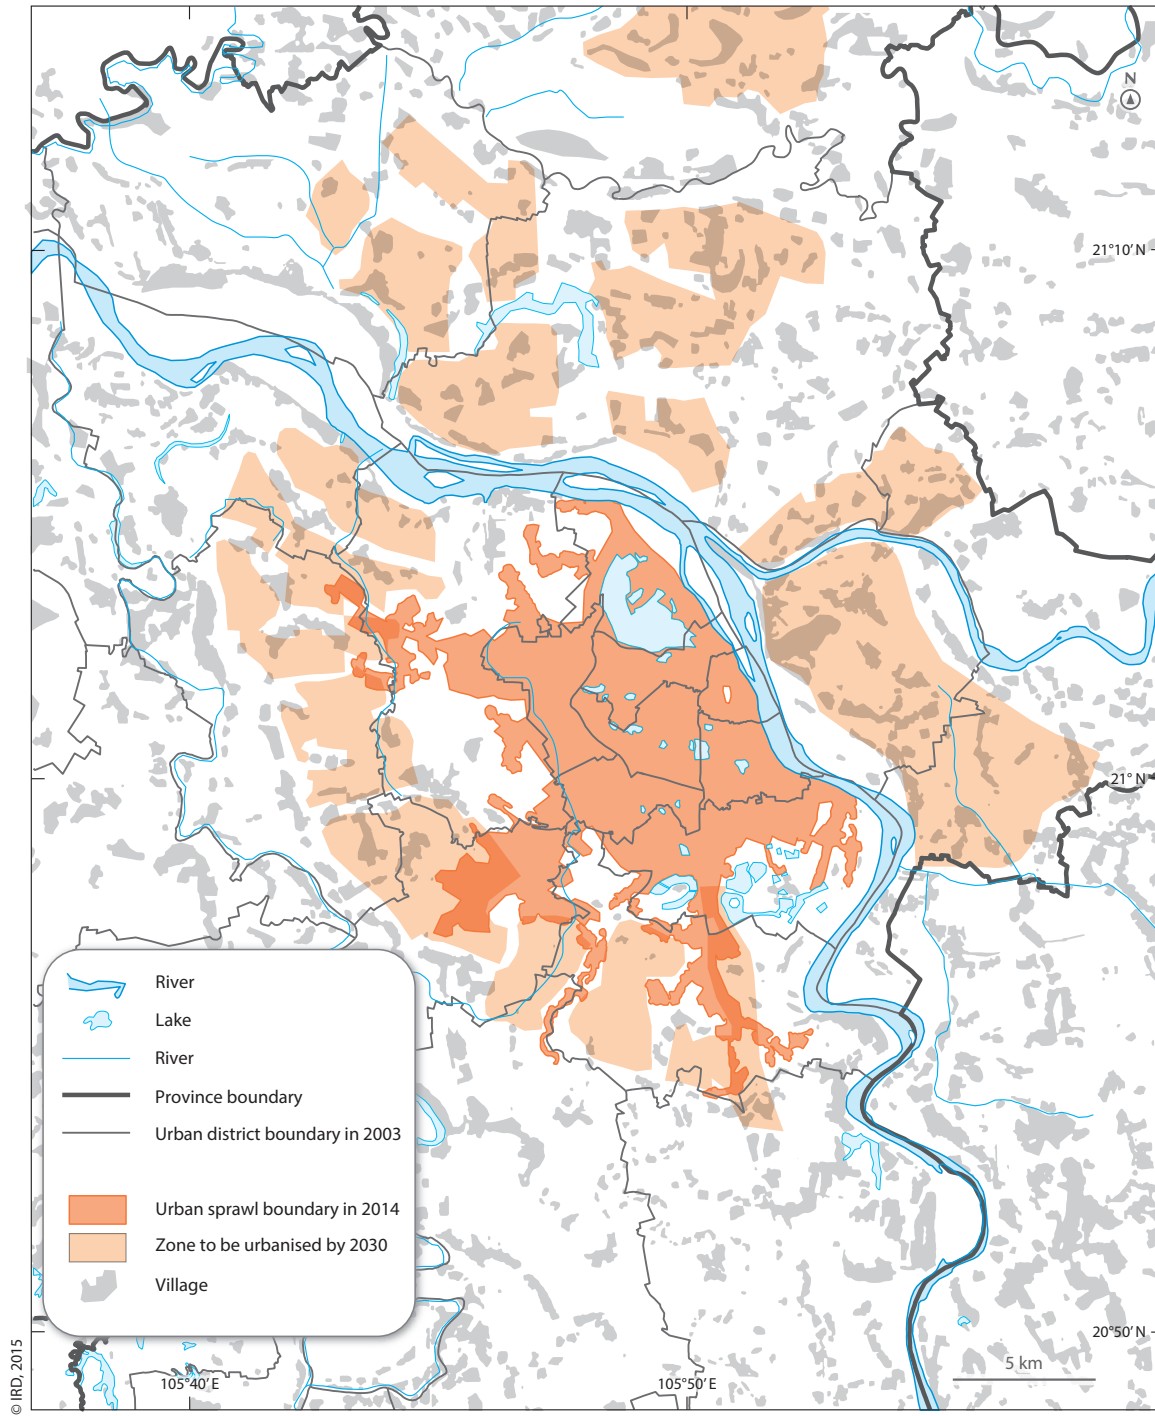 N
21°10′ N
21° N
River
Lake
River
Province boundary
Urban district boundary in 2003
Urban sprawl boundary in 2014
Zone to be urbanised by 2030
Village
20°50′ N
5 km
105°40′ E
105°50′ E
© IRD, 2015